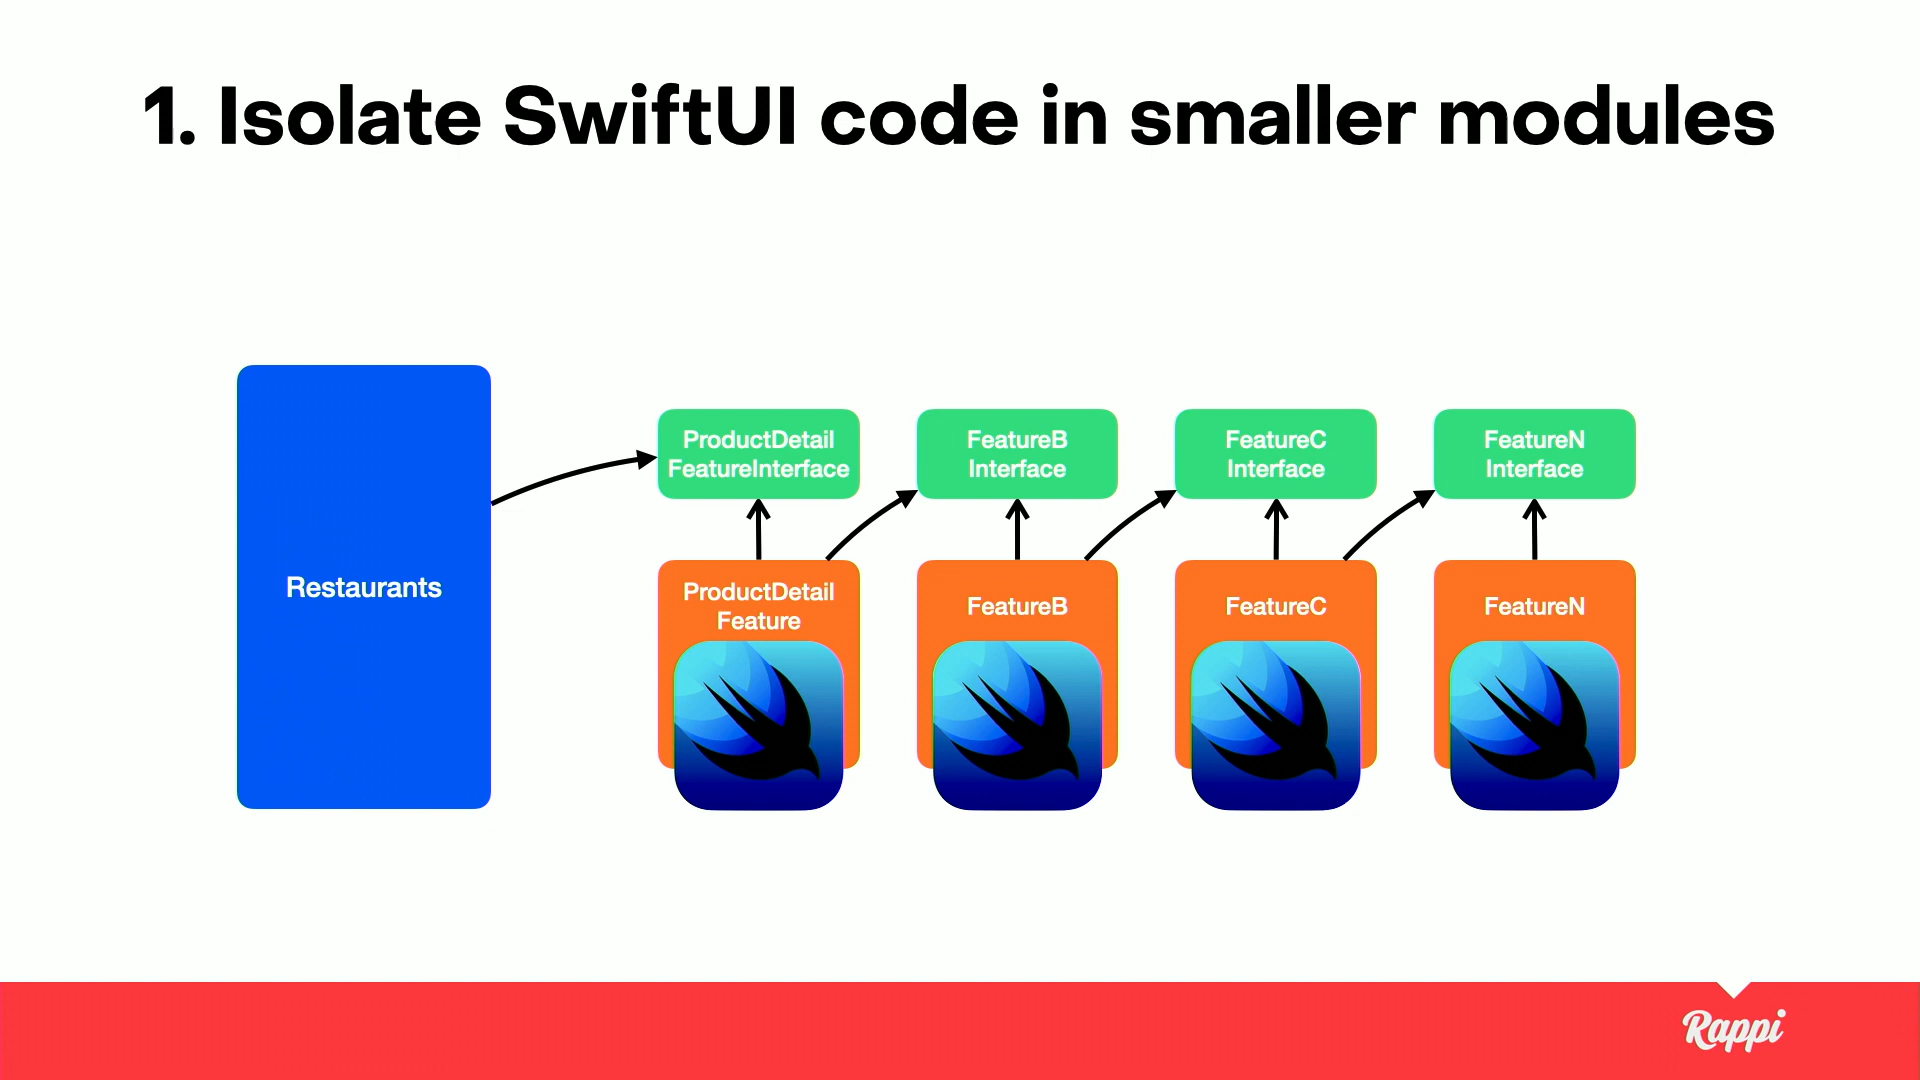 1. Isolate SwiftUI code in smaller modules
Restaurants
ProductDetail
FeatureInterface
FeatureB
Interface
FeatureC
Interface
FeatureN
Interface
ProductDetail
Feature
FeatureB
FeatureC
FeatureN
Rappi